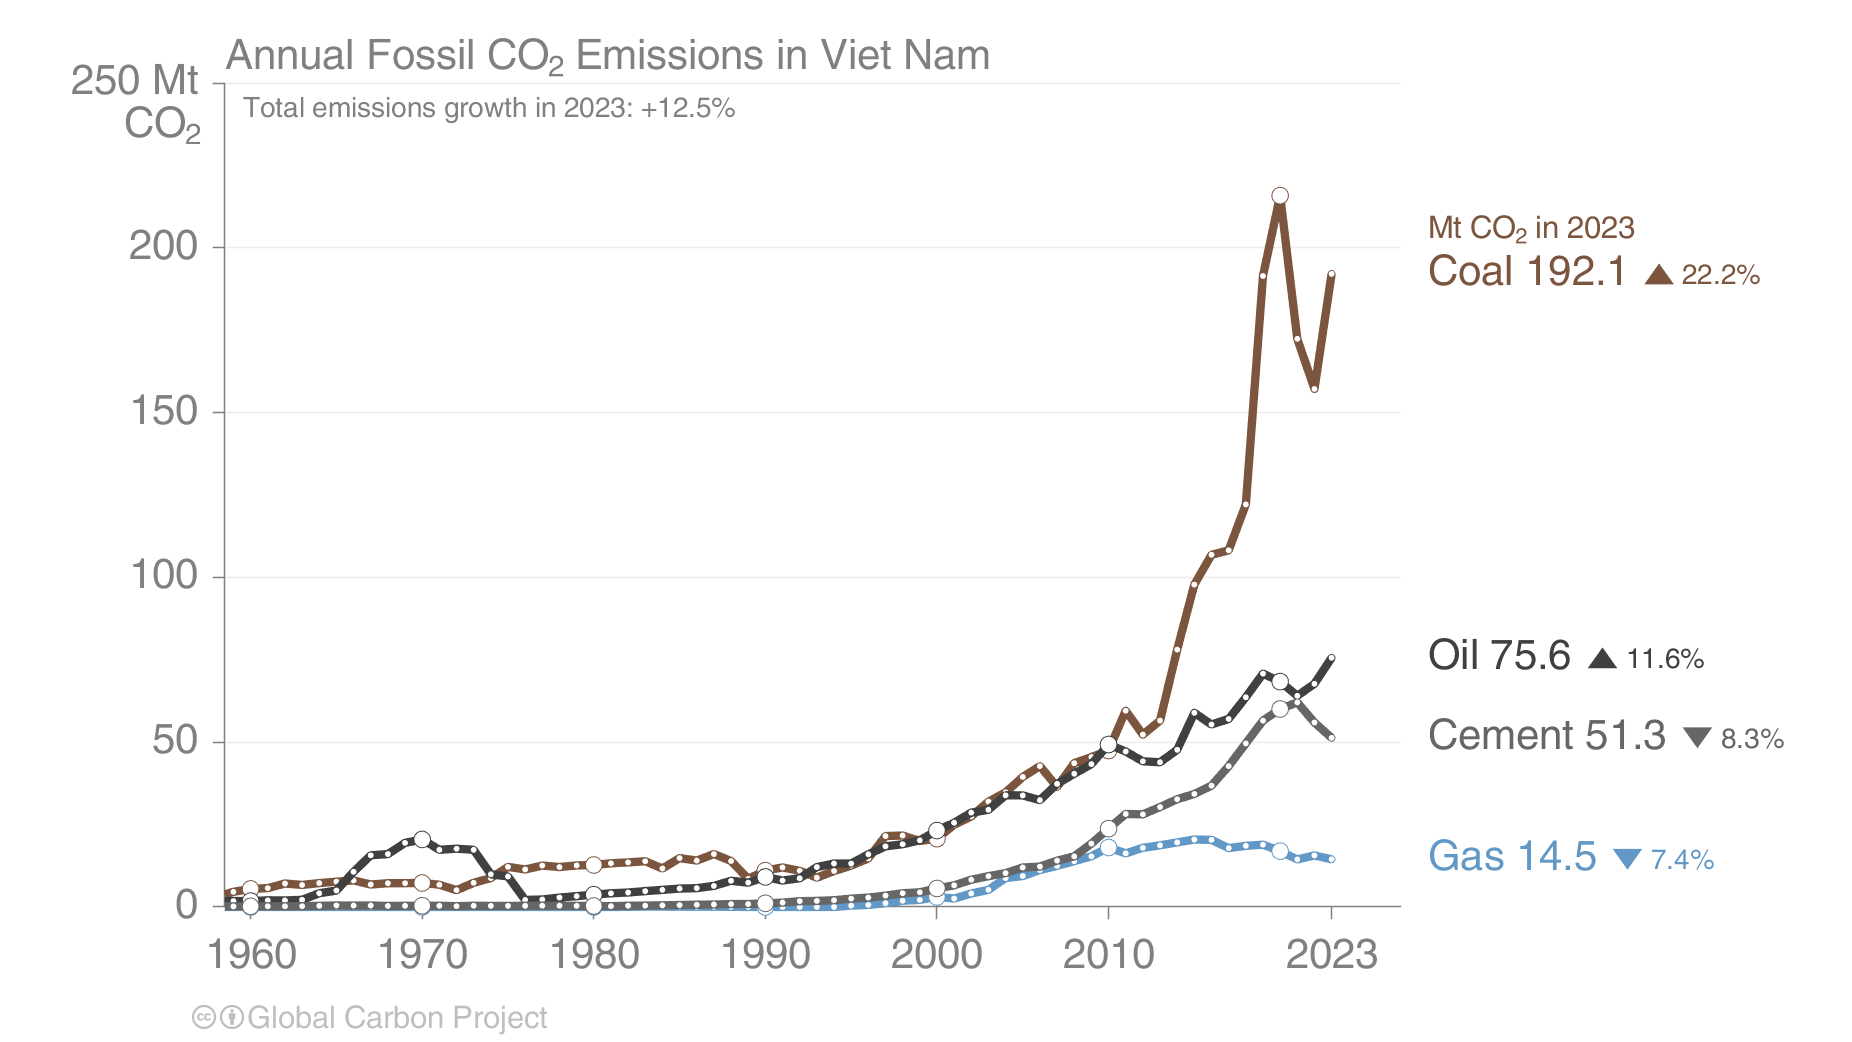 Annual Fossil CO₂ Emissions in Viet Nam
250 Mt
CO₂
Total emissions growth in 2023: +12.5%
200
150
100
50
0
1960 1970 1980 1990 2000 2010 2023
Mt CO₂ in 2023
Coal 192.1 ▲ 22.2%
Oil 75.6 ▲ 11.6%
Cement 51.3 ▼ 8.3%
Gas 14.5 ▼ 7.4%
cc Global Carbon Project